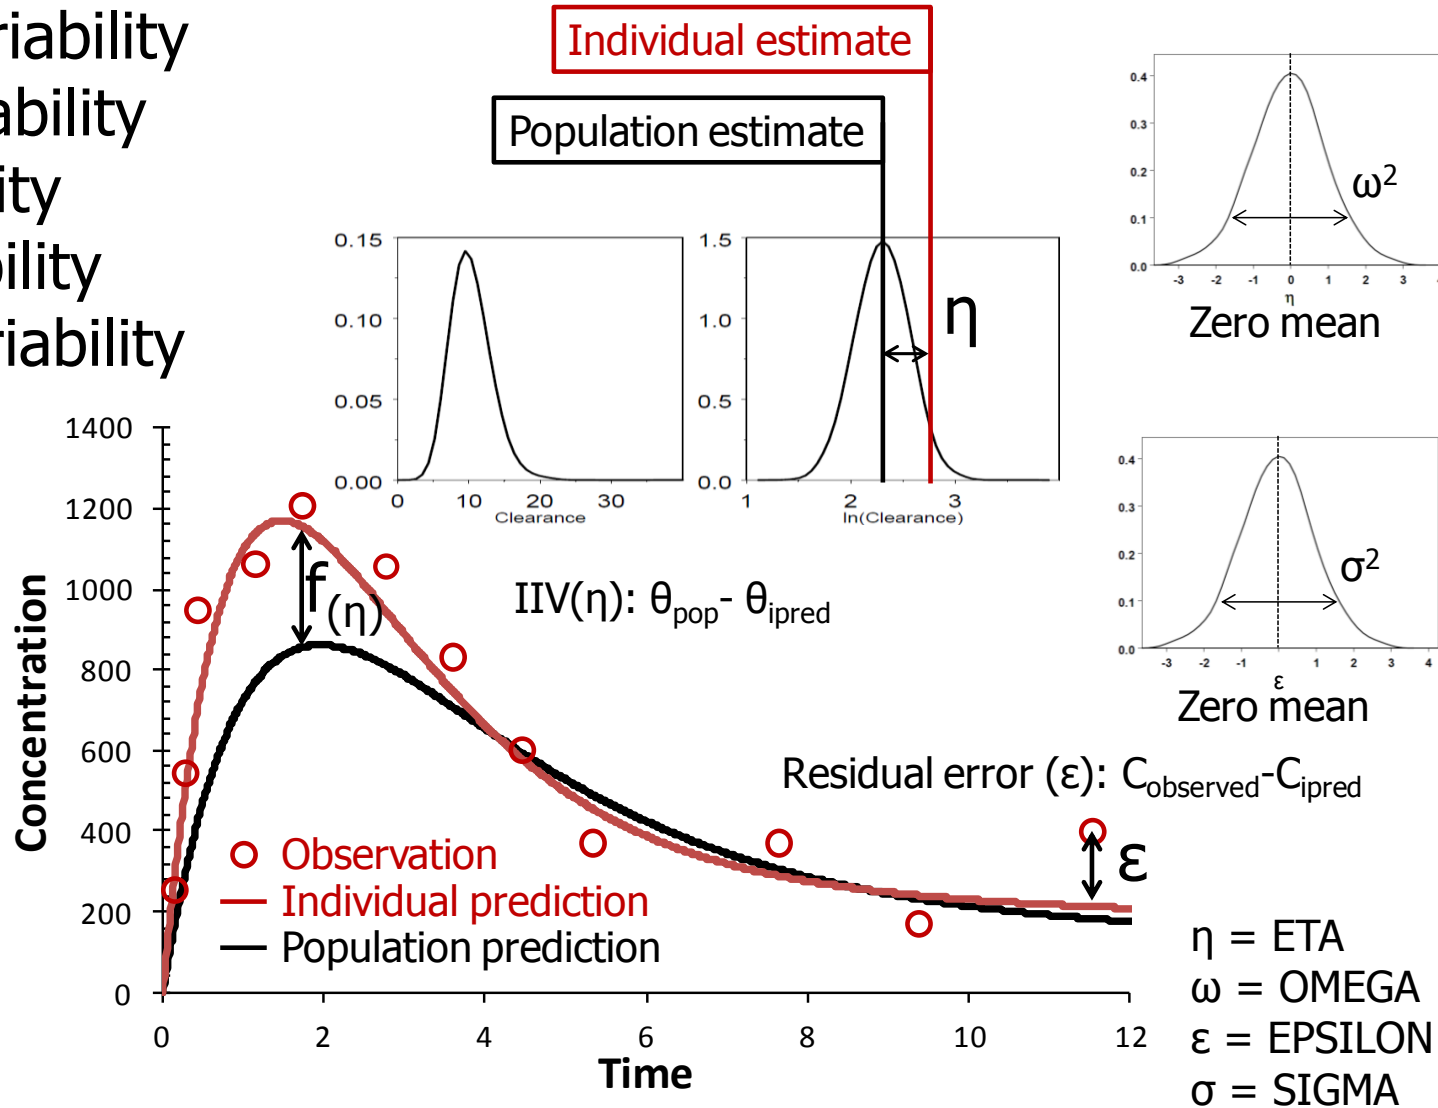 riability
ability
ity
bility
riability
Individual estimate
Population estimate
0.15
0.10
0.05
0.00
0
10
20
30
Clearance
1.5
1.0
0.5
0.0
1
2
3
ln(Clearance)
η
0.4
0.3
0.2
0.1
0.0
-3
-2
-1
0
1
2
3
η
ω²
Zero mean
0.4
0.3
0.2
0.1
0.0
-3
-2
-1
0
1
2
3
4
ε
σ²
Zero mean
IIV(η): θpop- θipred
Residual error (ε): Cobserved-Cipred
Concentration
1400
1200
1000
800
600
400
200
0
0
2
4
6
8
10
12
Time
f(η)
ε
Observation
Individual prediction
Population prediction
η = ETA
ω = OMEGA
ε = EPSILON
σ = SIGMA